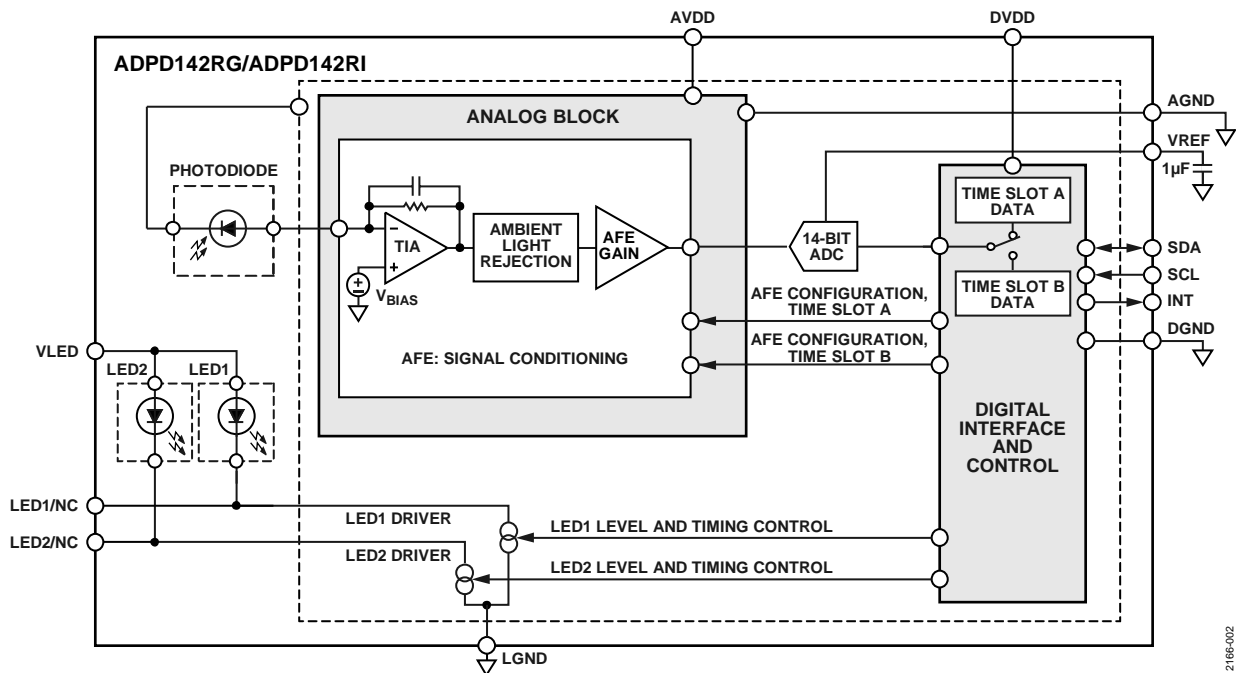 AVDD
DVDD
ADPD142RG/ADPD142RI
AGND
ANALOG BLOCK
VREF
1µF
PHOTODIODE
TIME SLOT A
DATA
TIA
AMBIENT
LIGHT
REJECTION
AFE
GAIN
14-BIT
ADC
SDA
SCL
VBIAS
TIME SLOT B
DATA
INT
AFE CONFIGURATION,
TIME SLOT A
DGND
AFE CONFIGURATION,
TIME SLOT B
AFE: SIGNAL CONDITIONING
VLED
LED2
LED1
DIGITAL
INTERFACE
AND
CONTROL
LED1/NC
LED1 DRIVER
LED1 LEVEL AND TIMING CONTROL
LED2/NC
LED2 DRIVER
LED2 LEVEL AND TIMING CONTROL
LGND
2166-002